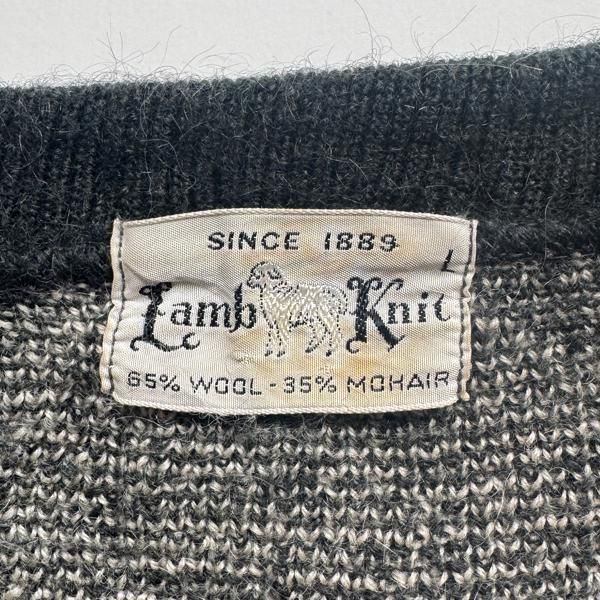 SINCE 1889
L
Lamb Knit
65% WOOL - 35% MOHAIR